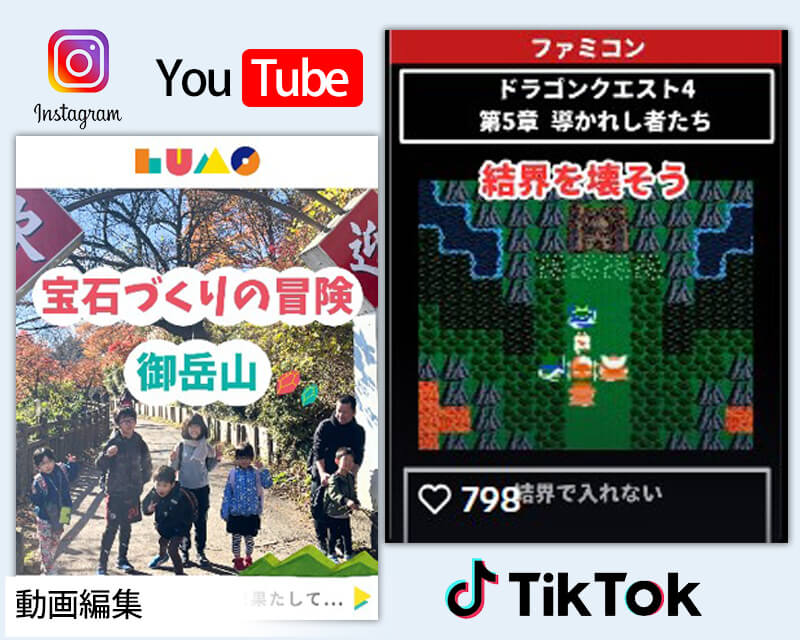 Instagram
YouTube
LUMO
欢
迎
宝石づくりの冒険
御岳山
果たして...
動画編集
ファミコン
ドラゴンクエスト4
第5章 導かれし者たち
結界を壊そう
798
結界で入れない
TikTok